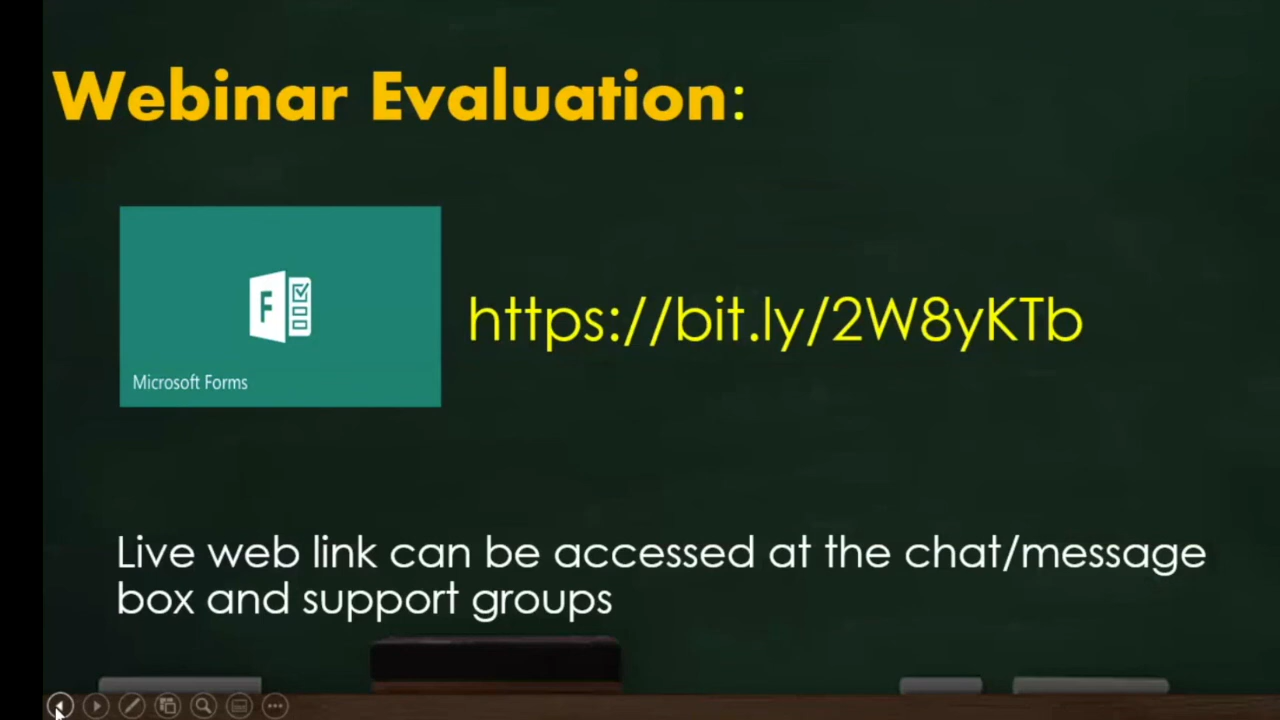 Webinar Evaluation:
F
Microsoft Forms
https://bit.ly/2W8yKTb
Live web link can be accessed at the chat/message
box and support groups